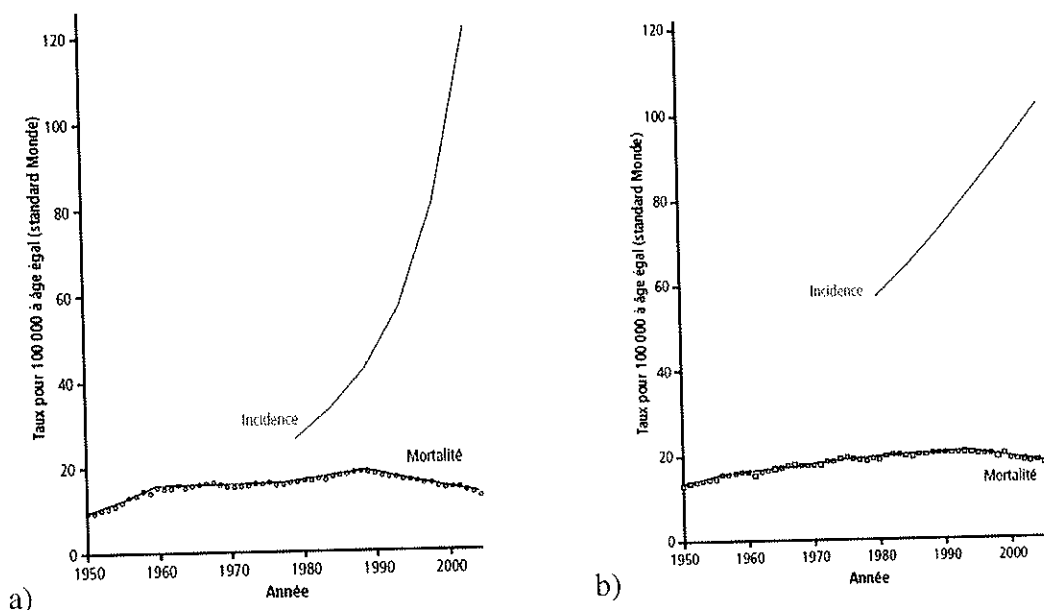 Taux pour 100 000 à âge égal (standard Monde)
120
100
80
60
40
20
0
Incidence
Mortalité
1950 1960 1970 1980 1990 2000
Année
a)
Taux pour 100 000 à âge égal (standard Monde)
120
100
80
60
40
20
0
Incidence
Mortalité
1950 1960 1970 1980 1990 2000
Année
b)